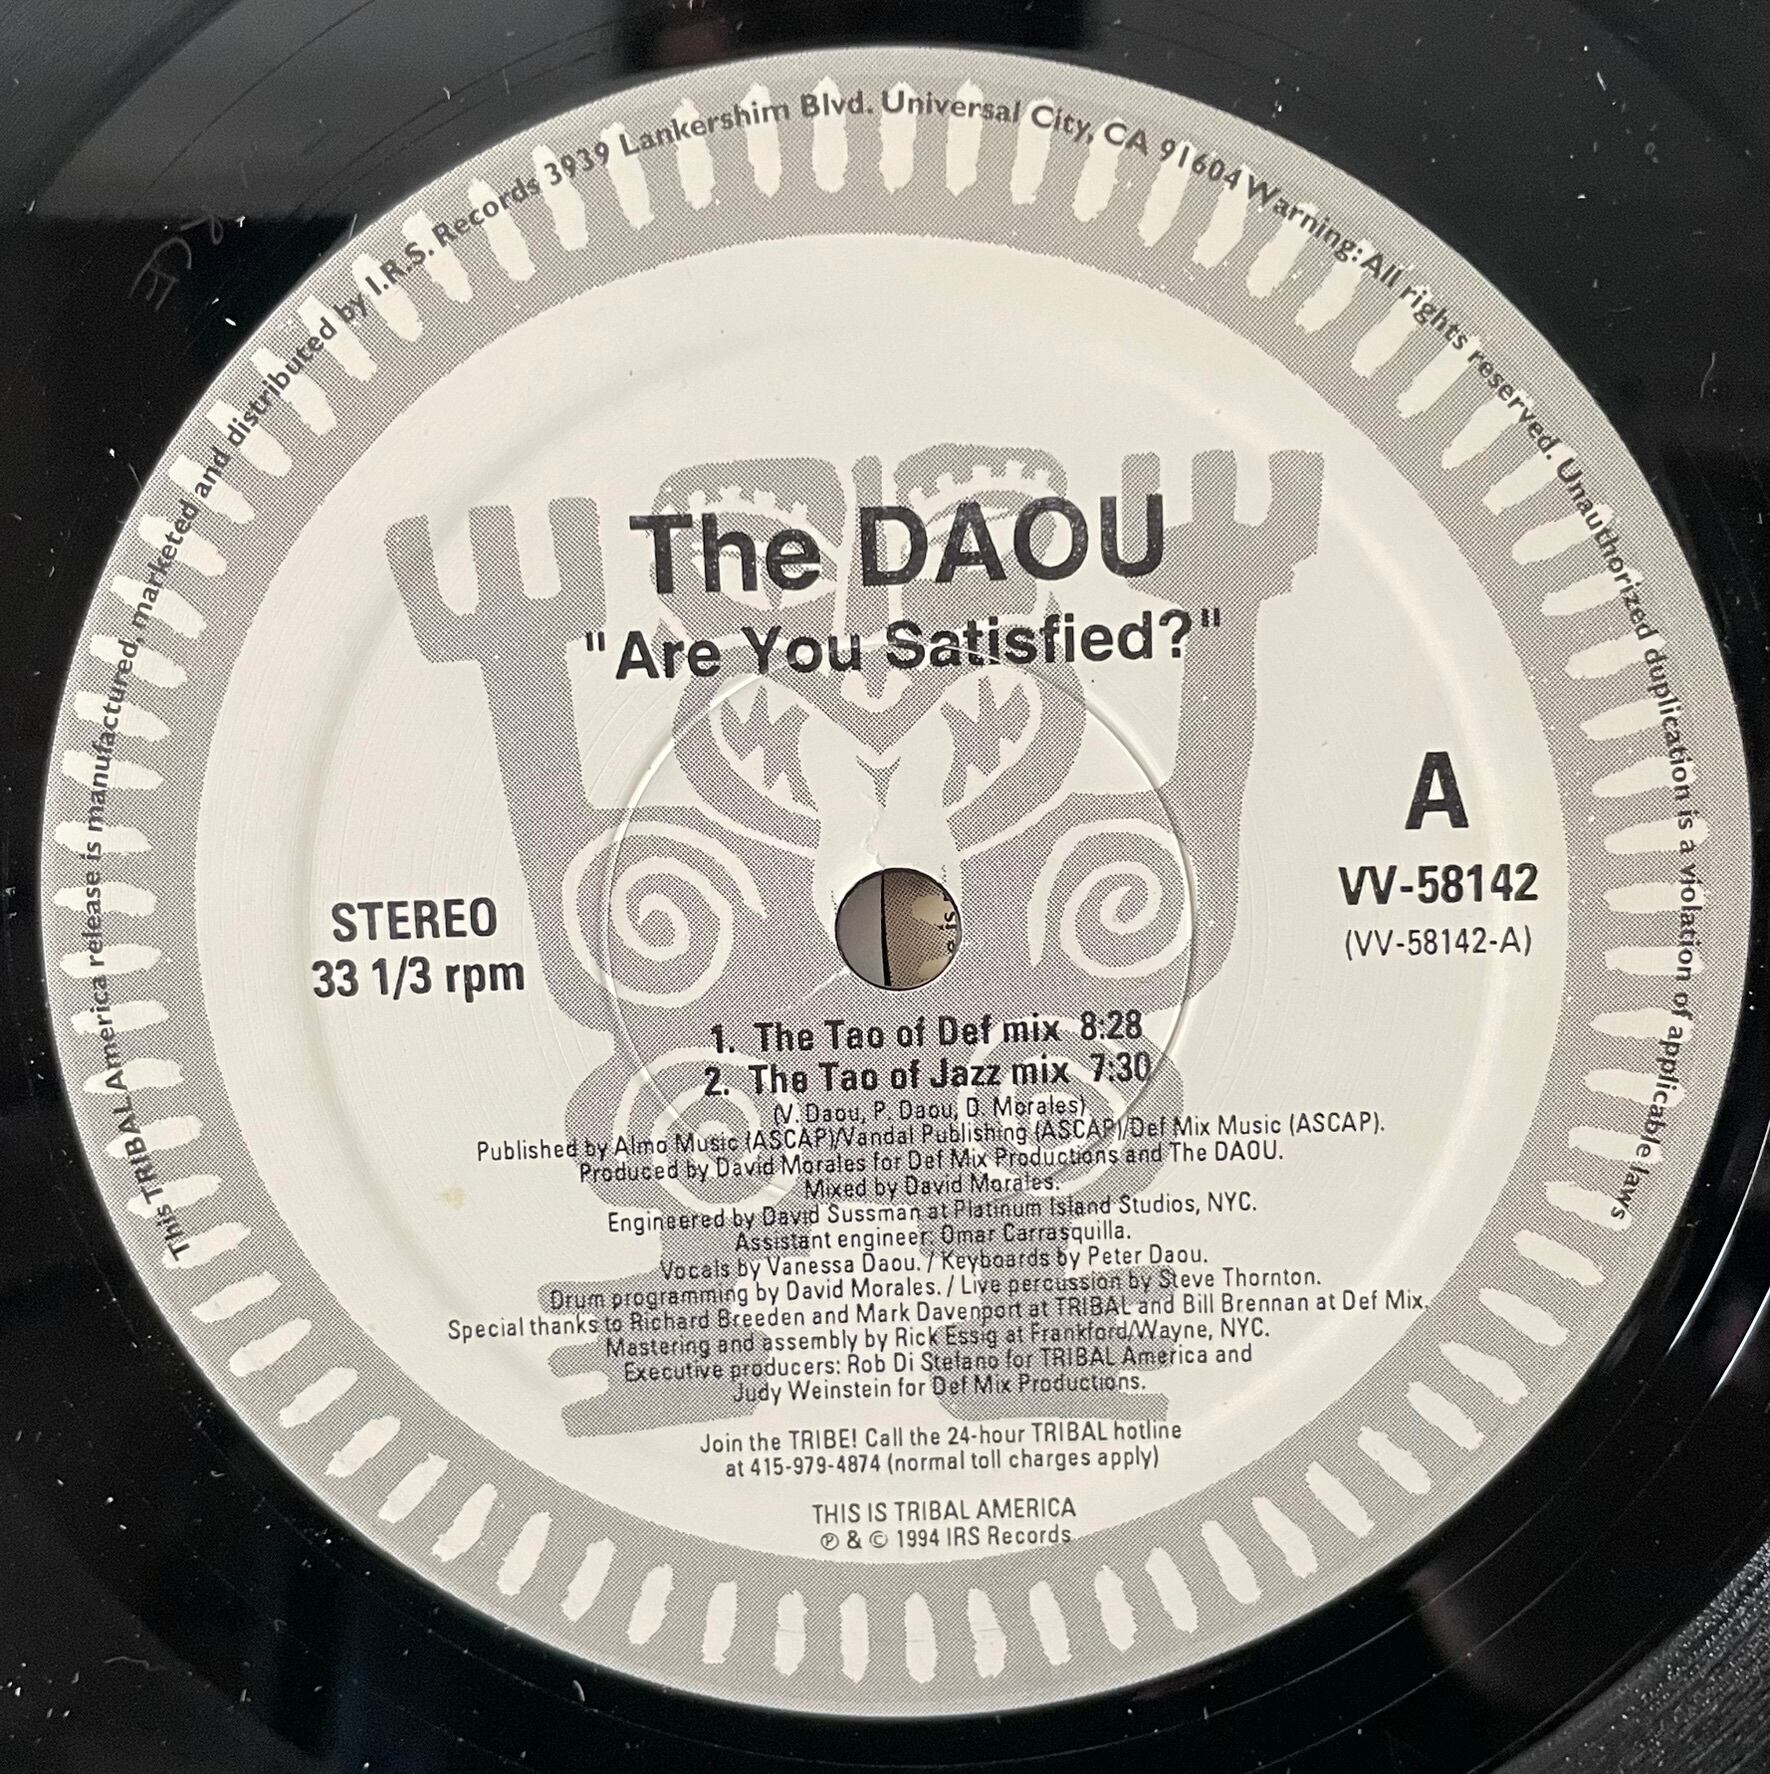 This TRIBAL America release is manufactured, marketed and distributed by I.R.S. Records 3939 Lankershim Blvd. Universal City, CA 91604 Warning: All rights reserved. Unauthorized duplication is a violation of applicable laws
The DAOU
"Are You Satisfied?"
A
VV-58142
(VV-58142-A)
STEREO
33 1/3 rpm
1. The Tao of Def mix 8:28
2. The Tao of Jazz mix 7:30
(V. Daou, P. Daou, D. Morales)
Published by Almo Music (ASCAP)/Vandal Publishing (ASCAP)/Def Mix Music (ASCAP).
Produced by David Morales for Def Mix Productions and The DAOU.
Mixed by David Morales.
Engineered by David Sussman at Platinum Island Studios, NYC.
Assistant engineer: Omar Carrasquilla.
Vocals by Vanessa Daou. / Keyboards by Peter Daou.
Drum programming by David Morales. / Live percussion by Steve Thornton.
Special thanks to Richard Breeden and Mark Davenport at TRIBAL and Bill Brennan at Def Mix.
Mastering and assembly by Rick Essig at Frankford/Wayne, NYC.
Executive producers: Rob Di Stefano for TRIBAL America and
Judy Weinstein for Def Mix Productions.
Join the TRIBE! Call the 24-hour TRIBAL hotline
at 415-979-4874 (normal toll charges apply)
THIS IS TRIBAL AMERICA
℗ & © 1994 IRS Records